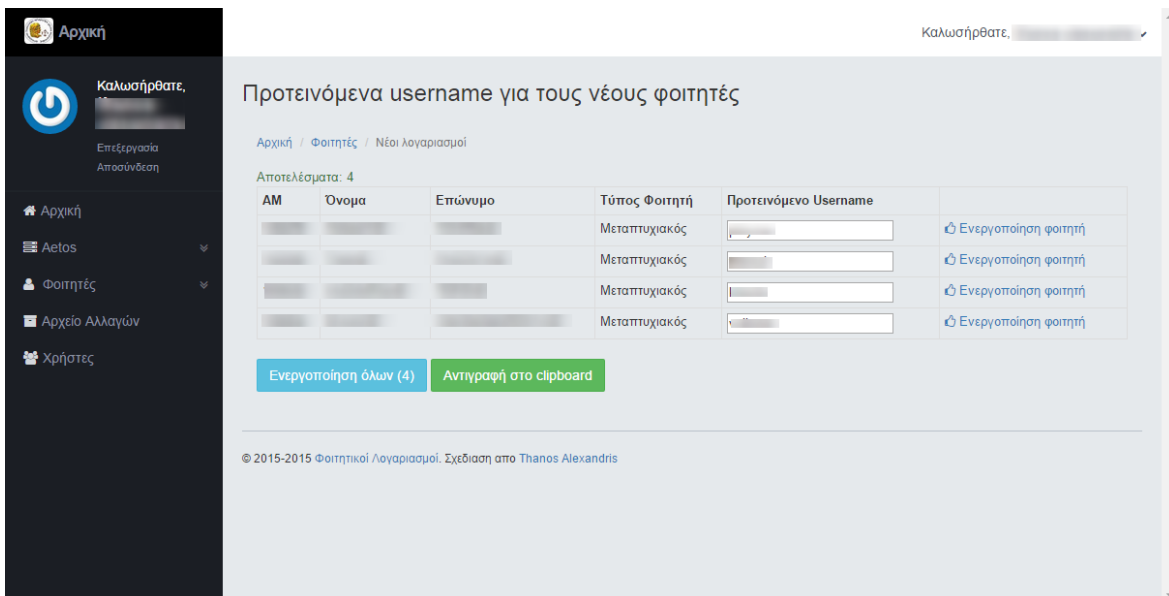 Αρχική
Καλωσήρθατε,
Καλωσήρθατε,
Επεξεργασία
Αποσύνδεση
Αρχική
Aetos
Φοιτητές
Αρχείο Αλλαγών
Χρήστες
Προτεινόμενα username για τους νέους φοιτητές
Αρχική / Φοιτητές / Νέοι λογαριασμοί
Αποτελέσματα: 4
ΑΜ Όνομα Επώνυμο Τύπος Φοιτητή Προτεινόμενο Username
Μεταπτυχιακός Ενεργοποίηση φοιτητή
Μεταπτυχιακός Ενεργοποίηση φοιτητή
Μεταπτυχιακός Ενεργοποίηση φοιτητή
Μεταπτυχιακός Ενεργοποίηση φοιτητή
Ενεργοποίηση όλων (4) Αντιγραφή στο clipboard
© 2015-2015 Φοιτητικοί Λογαριασμοί. Σχεδιαση απο Thanos Alexandris